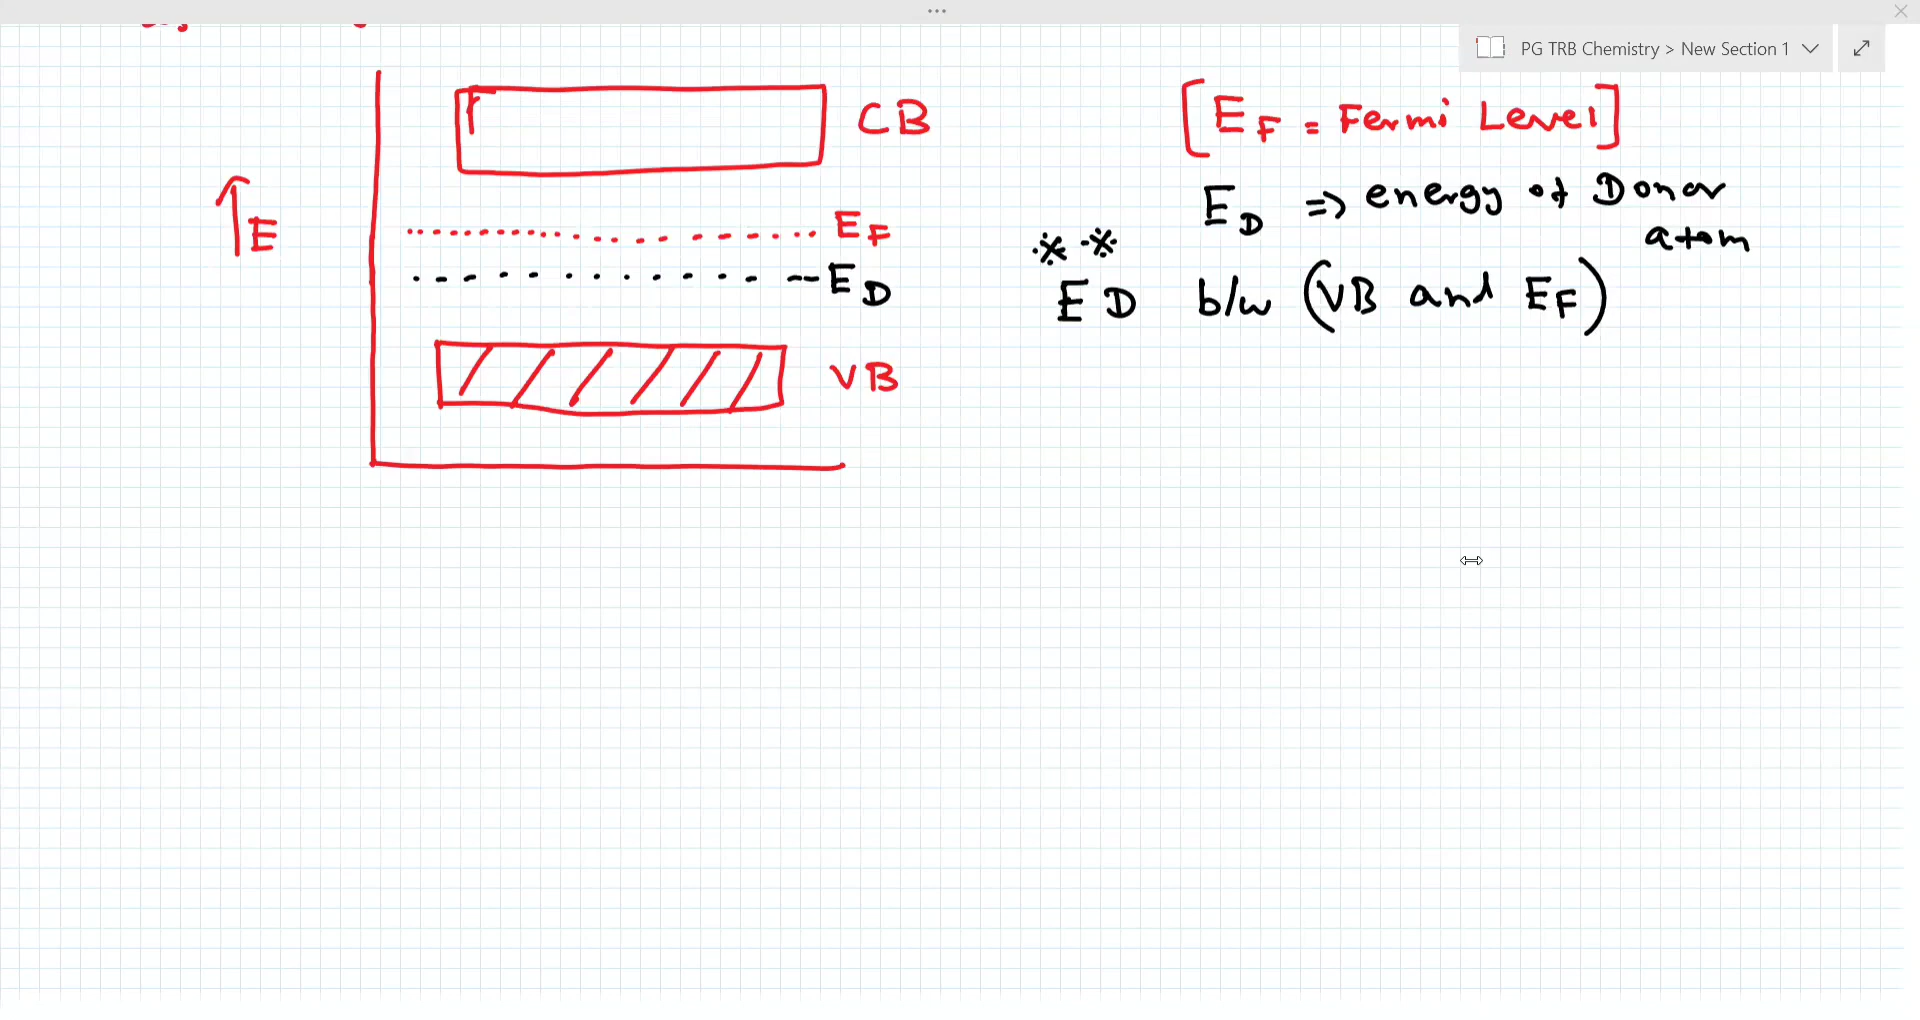 PG TRB Chemistry > New Section 1
CB
[EF = Fermi Level]
ED ⇒ energy of Donor
atom
E
EF
ED
※ ※
ED b/w (VB and EF)
VB